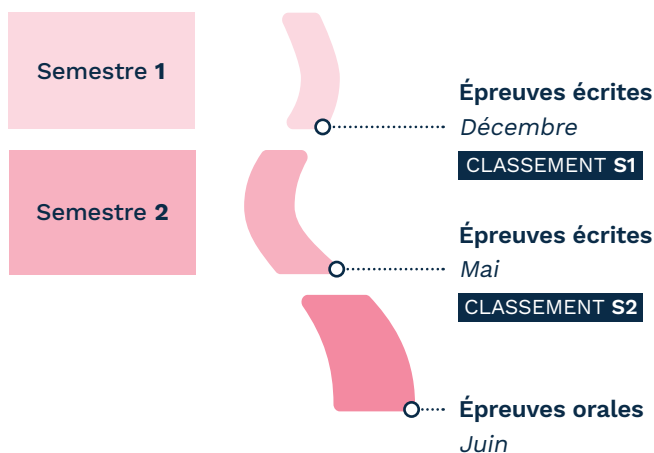 Semestre 1
Épreuves écrites
Décembre
CLASSEMENT S1
Semestre 2
Épreuves écrites
Mai
CLASSEMENT S2
Épreuves orales
Juin